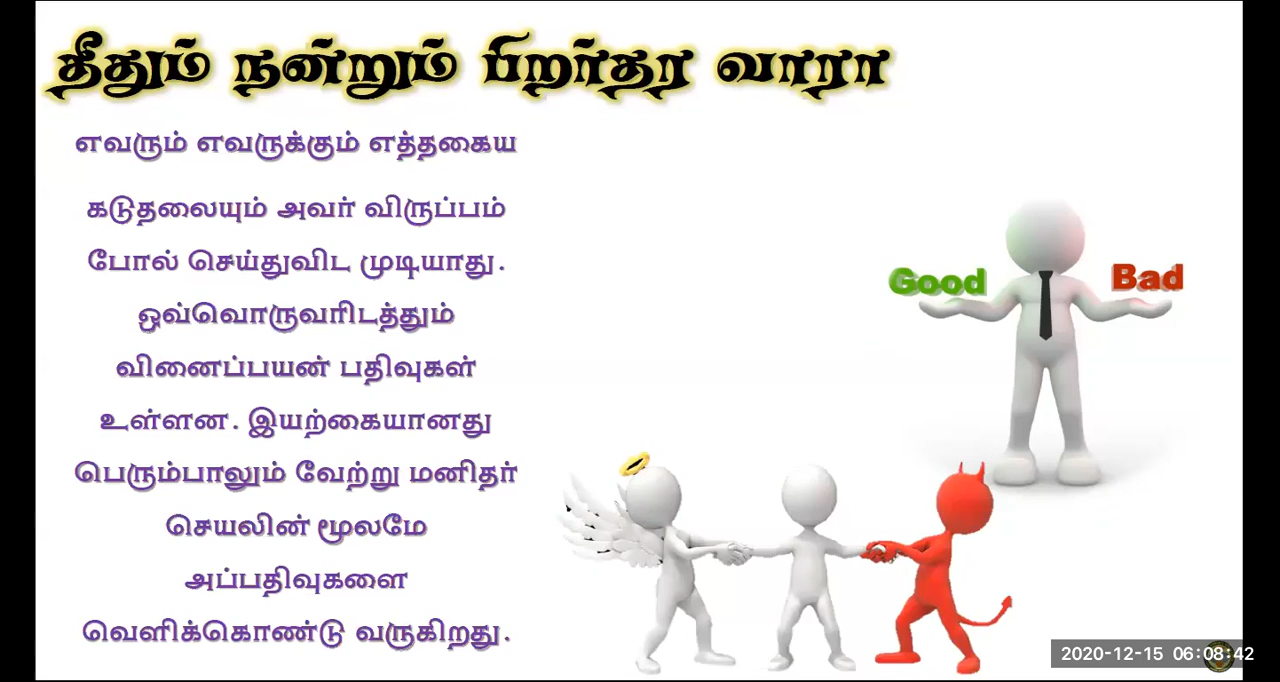 தீதும் நன்றும் பிறர்தர வாரா
எவரும் எவருக்கும் எத்தகைய
கடுதலையும் அவர் விருப்பம்
போல் செய்துவிட முடியாது.
ஒவ்வொருவரிடத்தும்
வினைப்பயன் பதிவுகள்
உள்ளன. இயற்கையானது
பெரும்பாலும் வேற்று மனிதர்
செயலின் மூலமே
அப்பதிவுகளை
வெளிக்கொண்டு வருகிறது.
Good
Bad
2020-12-15 06:08:42